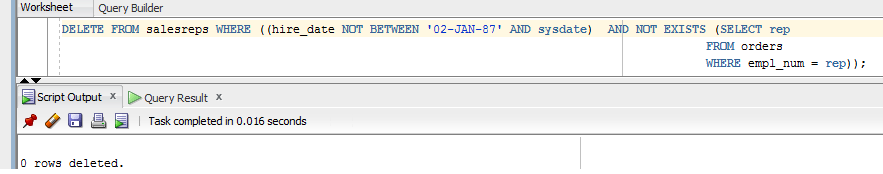 Worksheet Query Builder
DELETE FROM salesreps WHERE ((hire_date NOT BETWEEN '02-JAN-87' AND sysdate)  AND NOT EXISTS (SELECT rep
FROM orders
WHERE empl_num = rep));
Script Output x Query Result x
Task completed in 0.016 seconds
0 rows deleted.